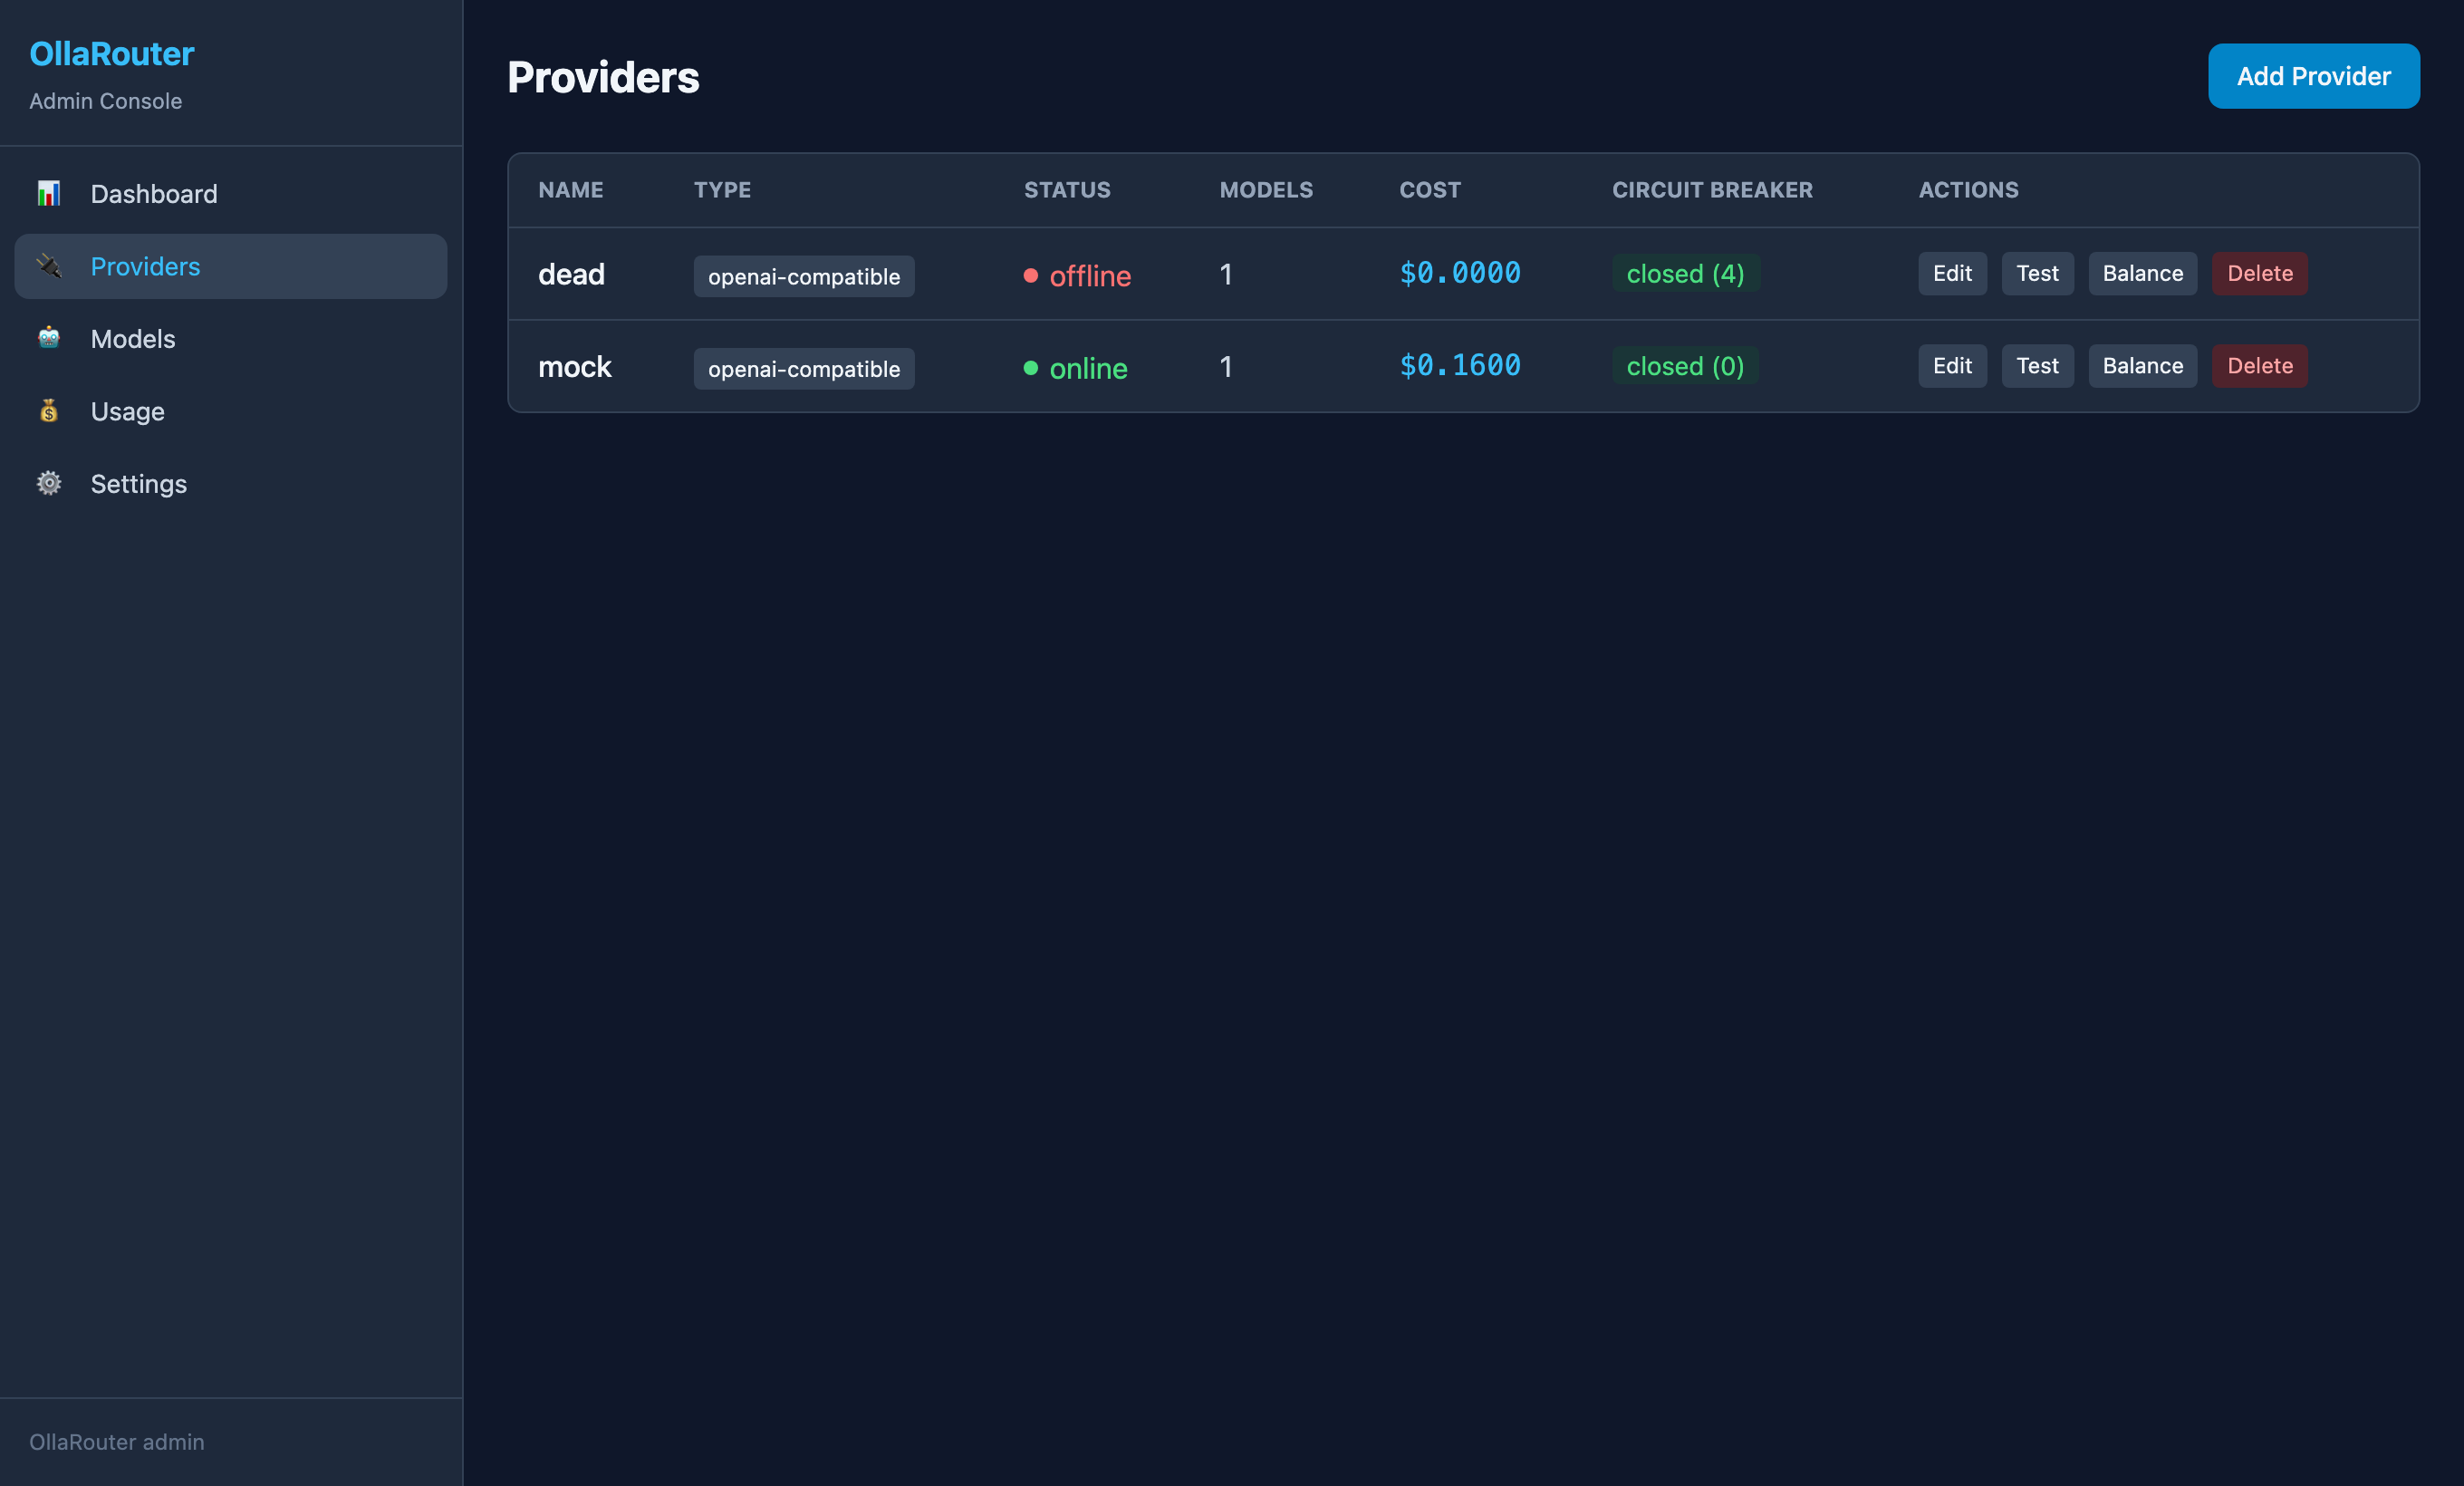 OllaRouter
Admin Console
Dashboard
Providers
Models
Usage
Settings
OllaRouter admin
Providers
Add Provider
NAME TYPE STATUS MODELS COST CIRCUIT BREAKER ACTIONS
dead openai-compatible offline 1 $0.0000 closed (4) Edit Test Balance Delete
mock openai-compatible online 1 $0.1600 closed (0) Edit Test Balance Delete